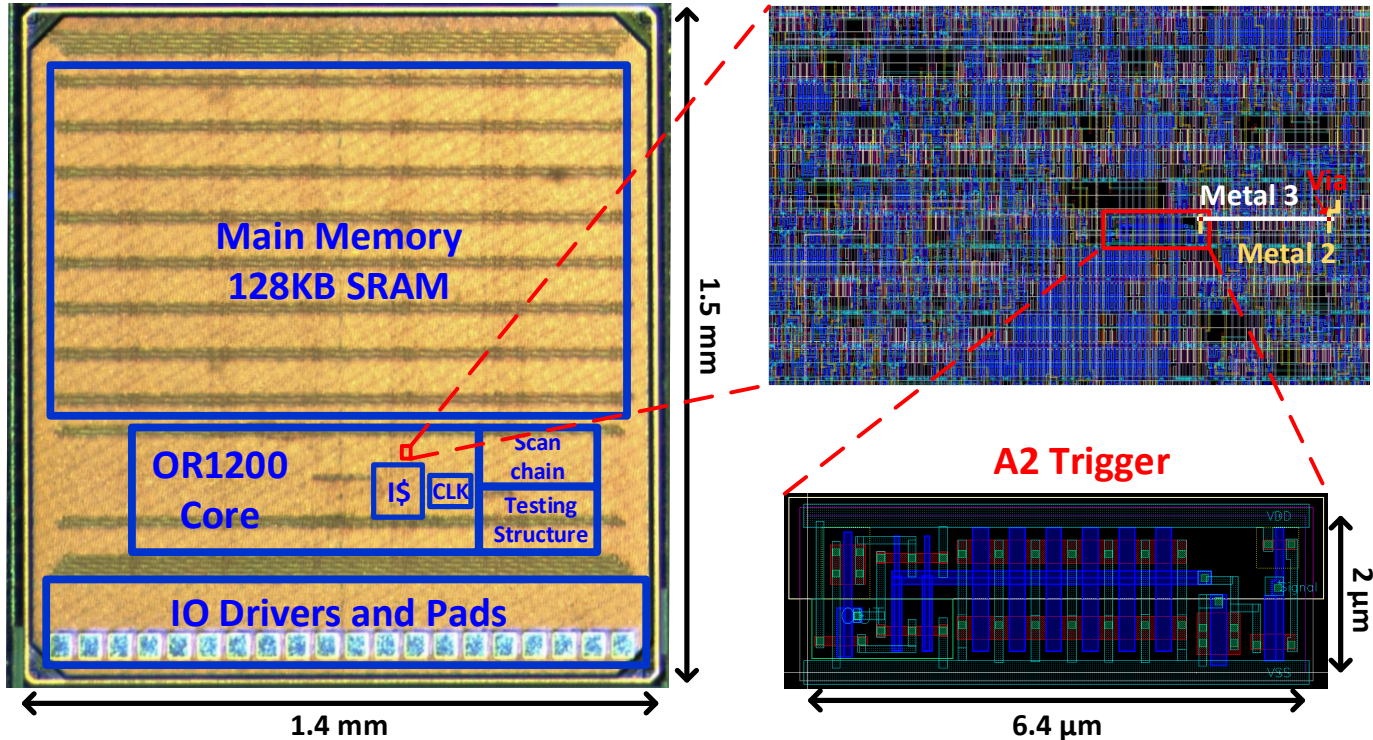 Main Memory
128KB SRAM
OR1200
Core
I$
CLK
Scan
chain
Testing
Structure
IO Drivers and Pads
1.5 mm
1.4 mm
Metal 3
Via
Metal 2
A2 Trigger
VDD
VSS
2 μm
6.4 μm